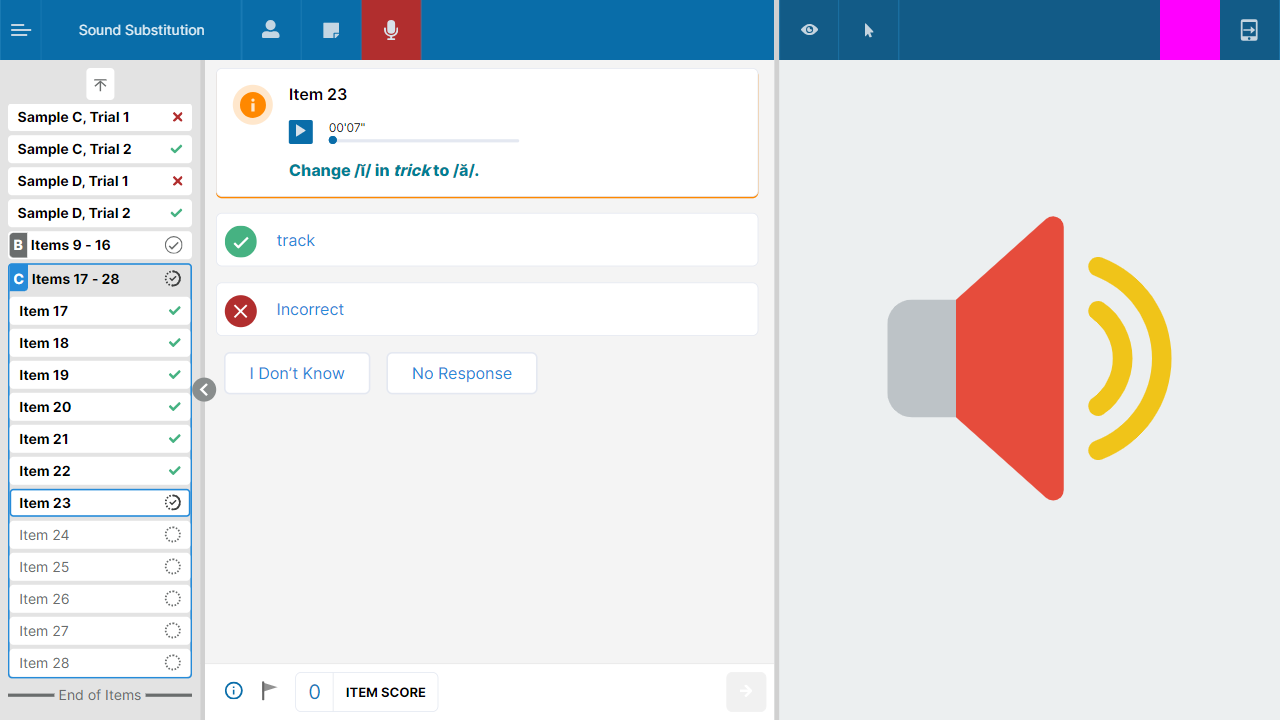 Sound Substitution
Sample C, Trial 1
Sample C, Trial 2
Sample D, Trial 1
Sample D, Trial 2
B Items 9 - 16
C Items 17 - 28
Item 17
Item 18
Item 19
Item 20
Item 21
Item 22
Item 23
Item 24
Item 25
Item 26
Item 27
Item 28
End of Items
Item 23
00'07"
Change /ĭ/ in trick to /ă/.
track
Incorrect
I Don’t Know
No Response
0 ITEM SCORE